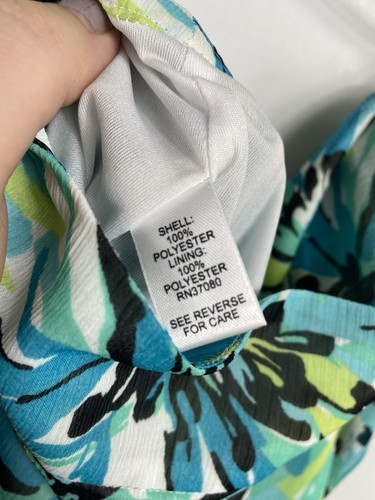 SHELL:
100%
POLYESTER
LINING:
100%
POLYESTER
RN37080
SEE REVERSE
FOR CARE